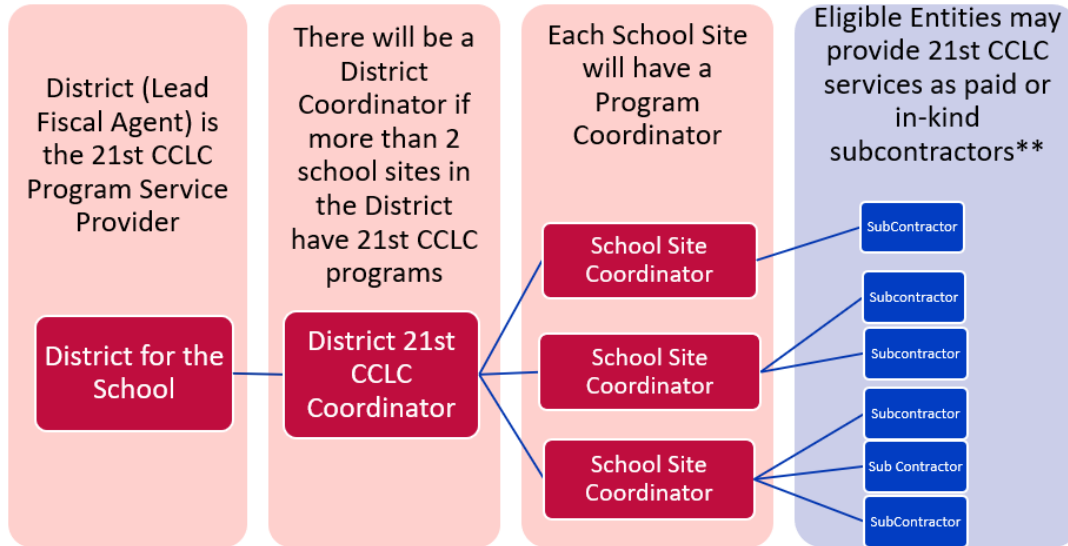 District (Lead
Fiscal Agent) is
the 21st CCLC
Program Service
Provider
District for the
School
There will be a
District
Coordinator if
more than 2
school sites in
the District
have 21st CCLC
programs
District 21st
CCLC
Coordinator
Each School Site
will have a
Program
Coordinator
School Site
Coordinator
School Site
Coordinator
School Site
Coordinator
Eligible Entities may
provide 21st CCLC
services as paid or
in-kind
subcontractors**
SubContractor
Subcontractor
Subcontractor
Subcontractor
Sub Contractor
SubContractor